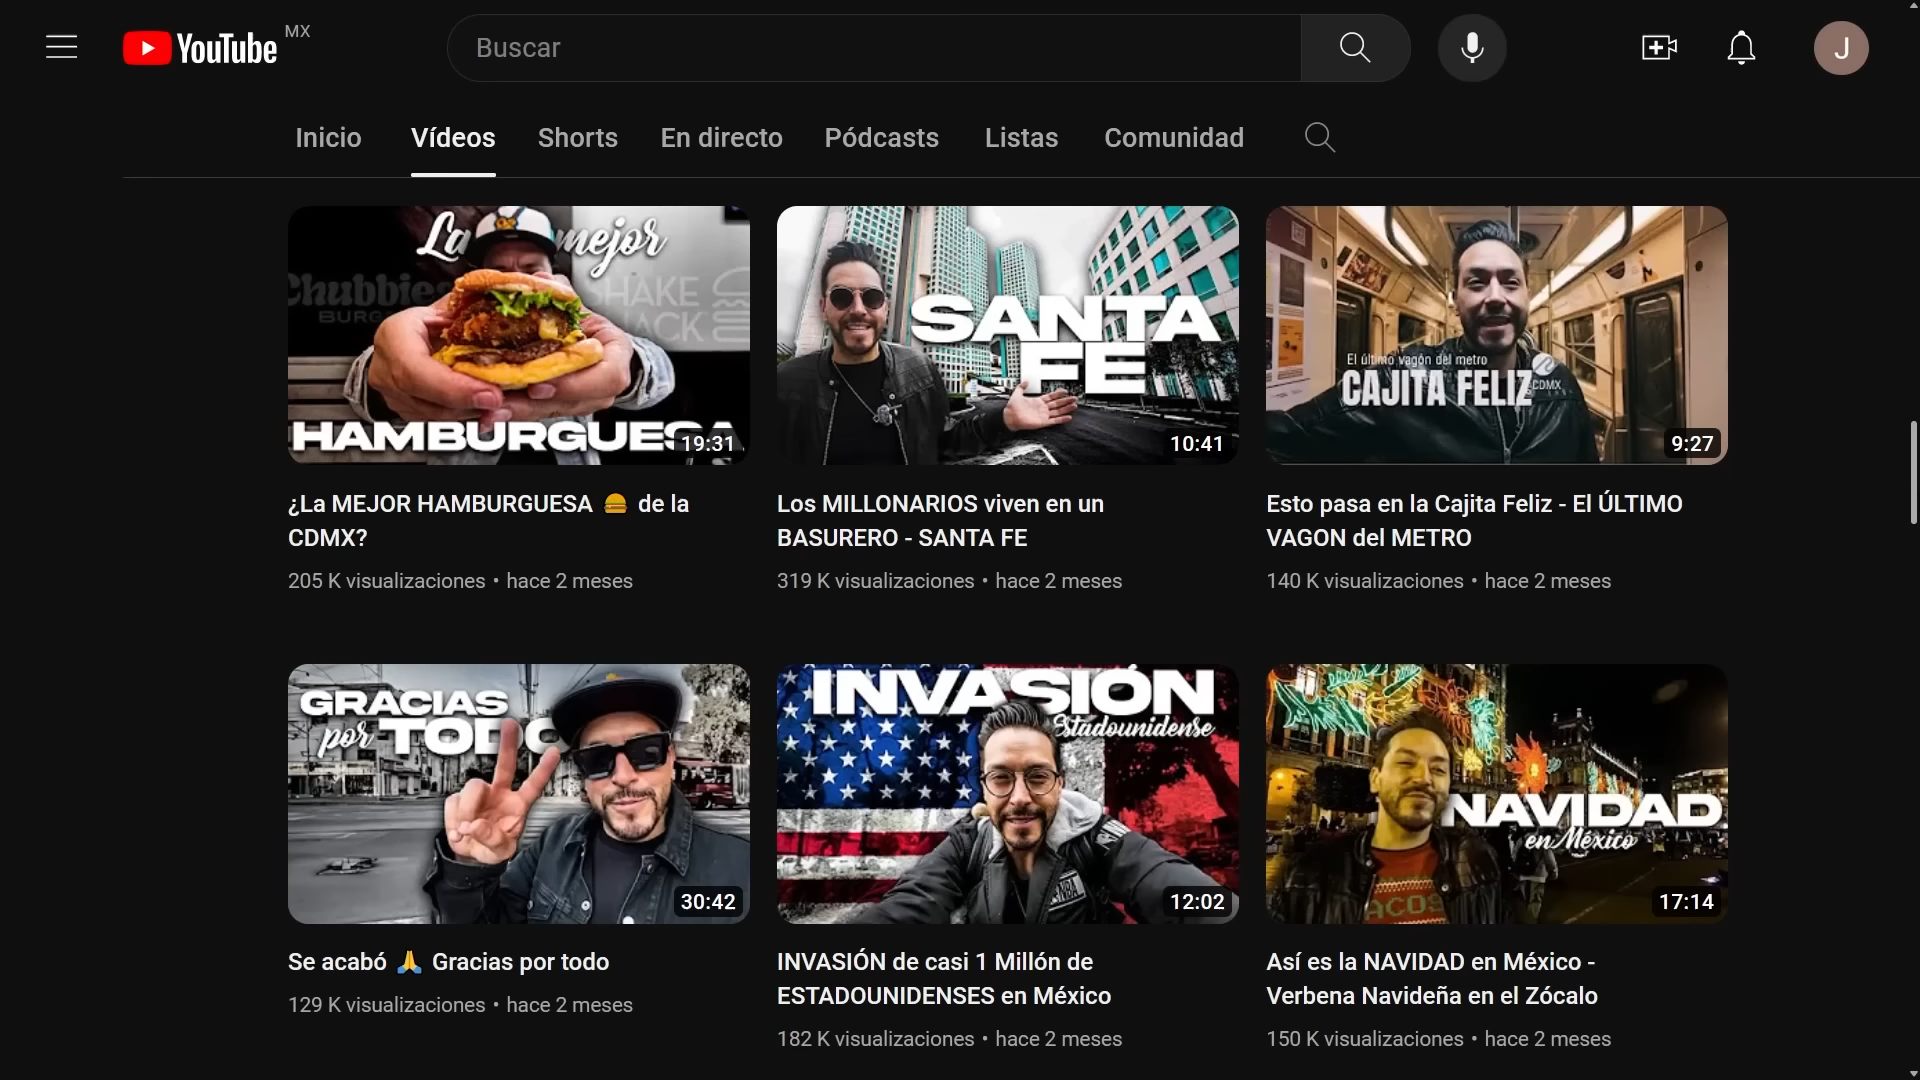 YouTube MX
Buscar
J
Inicio Vídeos Shorts En directo Pódcasts Listas Comunidad
La mejor
Chubbies
SHAKE
HAMBURGUESA
19:31
SANTA
FE
10:41
El último vagón del metro
CAJITA FELIZ
CDMX
9:27
¿La MEJOR HAMBURGUESA 🍔 de la
CDMX?
205 K visualizaciones • hace 2 meses
Los MILLONARIOS viven en un
BASURERO - SANTA FE
319 K visualizaciones • hace 2 meses
Esto pasa en la Cajita Feliz - El ÚLTIMO
VAGON del METRO
140 K visualizaciones • hace 2 meses
GRACIAS
por TODO
30:42
INVASIÓN
Estadounidense
NBA
12:02
NAVIDAD
en México
17:14
Se acabó 🙏 Gracias por todo
129 K visualizaciones • hace 2 meses
INVASIÓN de casi 1 Millón de
ESTADOUNIDENSES en México
182 K visualizaciones • hace 2 meses
Así es la NAVIDAD en México -
Verbena Navideña en el Zócalo
150 K visualizaciones • hace 2 meses